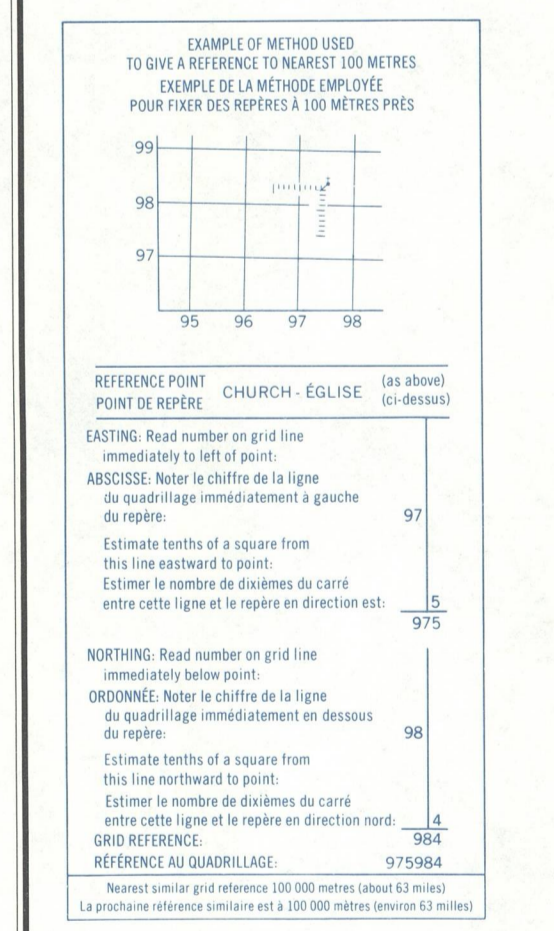 EXAMPLE OF METHOD USED
TO GIVE A REFERENCE TO NEAREST 100 METRES
EXEMPLE DE LA MÉTHODE EMPLOYÉE
POUR FIXER DES REPÈRES À 100 MÈTRES PRÈS
99
98
97
95 96 97 98
REFERENCE POINT
POINT DE REPÈRE
CHURCH - ÉGLISE
(as above)
(ci-dessus)
EASTING: Read number on grid line
immediately to left of point:
ABSCISSE: Noter le chiffre de la ligne
du quadrillage immédiatement à gauche
du repère: 97
Estimate tenths of a square from
this line eastward to point:
Estimer le nombre de dixièmes du carré
entre cette ligne et le repère en direction est: 5
975
NORTHING: Read number on grid line
immediately below point:
ORDONNÉE: Noter le chiffre de la ligne
du quadrillage immédiatement en dessous
du repère: 98
Estimate tenths of a square from
this line northward to point:
Estimer le nombre de dixièmes du carré
entre cette ligne et le repère en direction nord: 4
GRID REFERENCE: 984
RÉFÉRENCE AU QUADRILLAGE: 975984
Nearest similar grid reference 100 000 metres (about 63 miles)
La prochaine référence similaire est à 100 000 mètres (environ 63 milles)